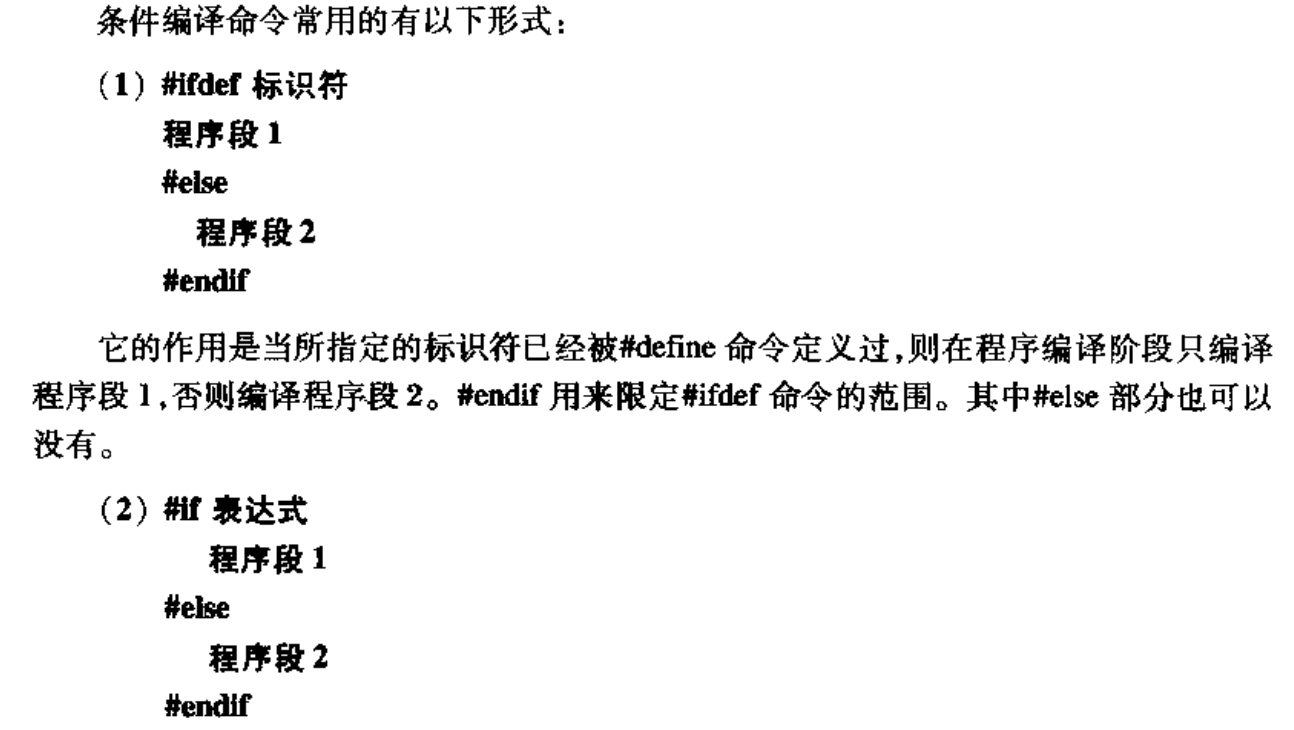 条件编译命令常用的有以下形式：
（1）#ifdef 标识符
程序段 1
#else
程序段 2
#endif
它的作用是当所指定的标识符已经被#define 命令定义过,则在程序编译阶段只编译
程序段 1,否则编译程序段 2。#endif 用来限定#ifdef 命令的范围。其中#else 部分也可以
没有。
（2）#if 表达式
程序段 1
#else
程序段 2
#endif